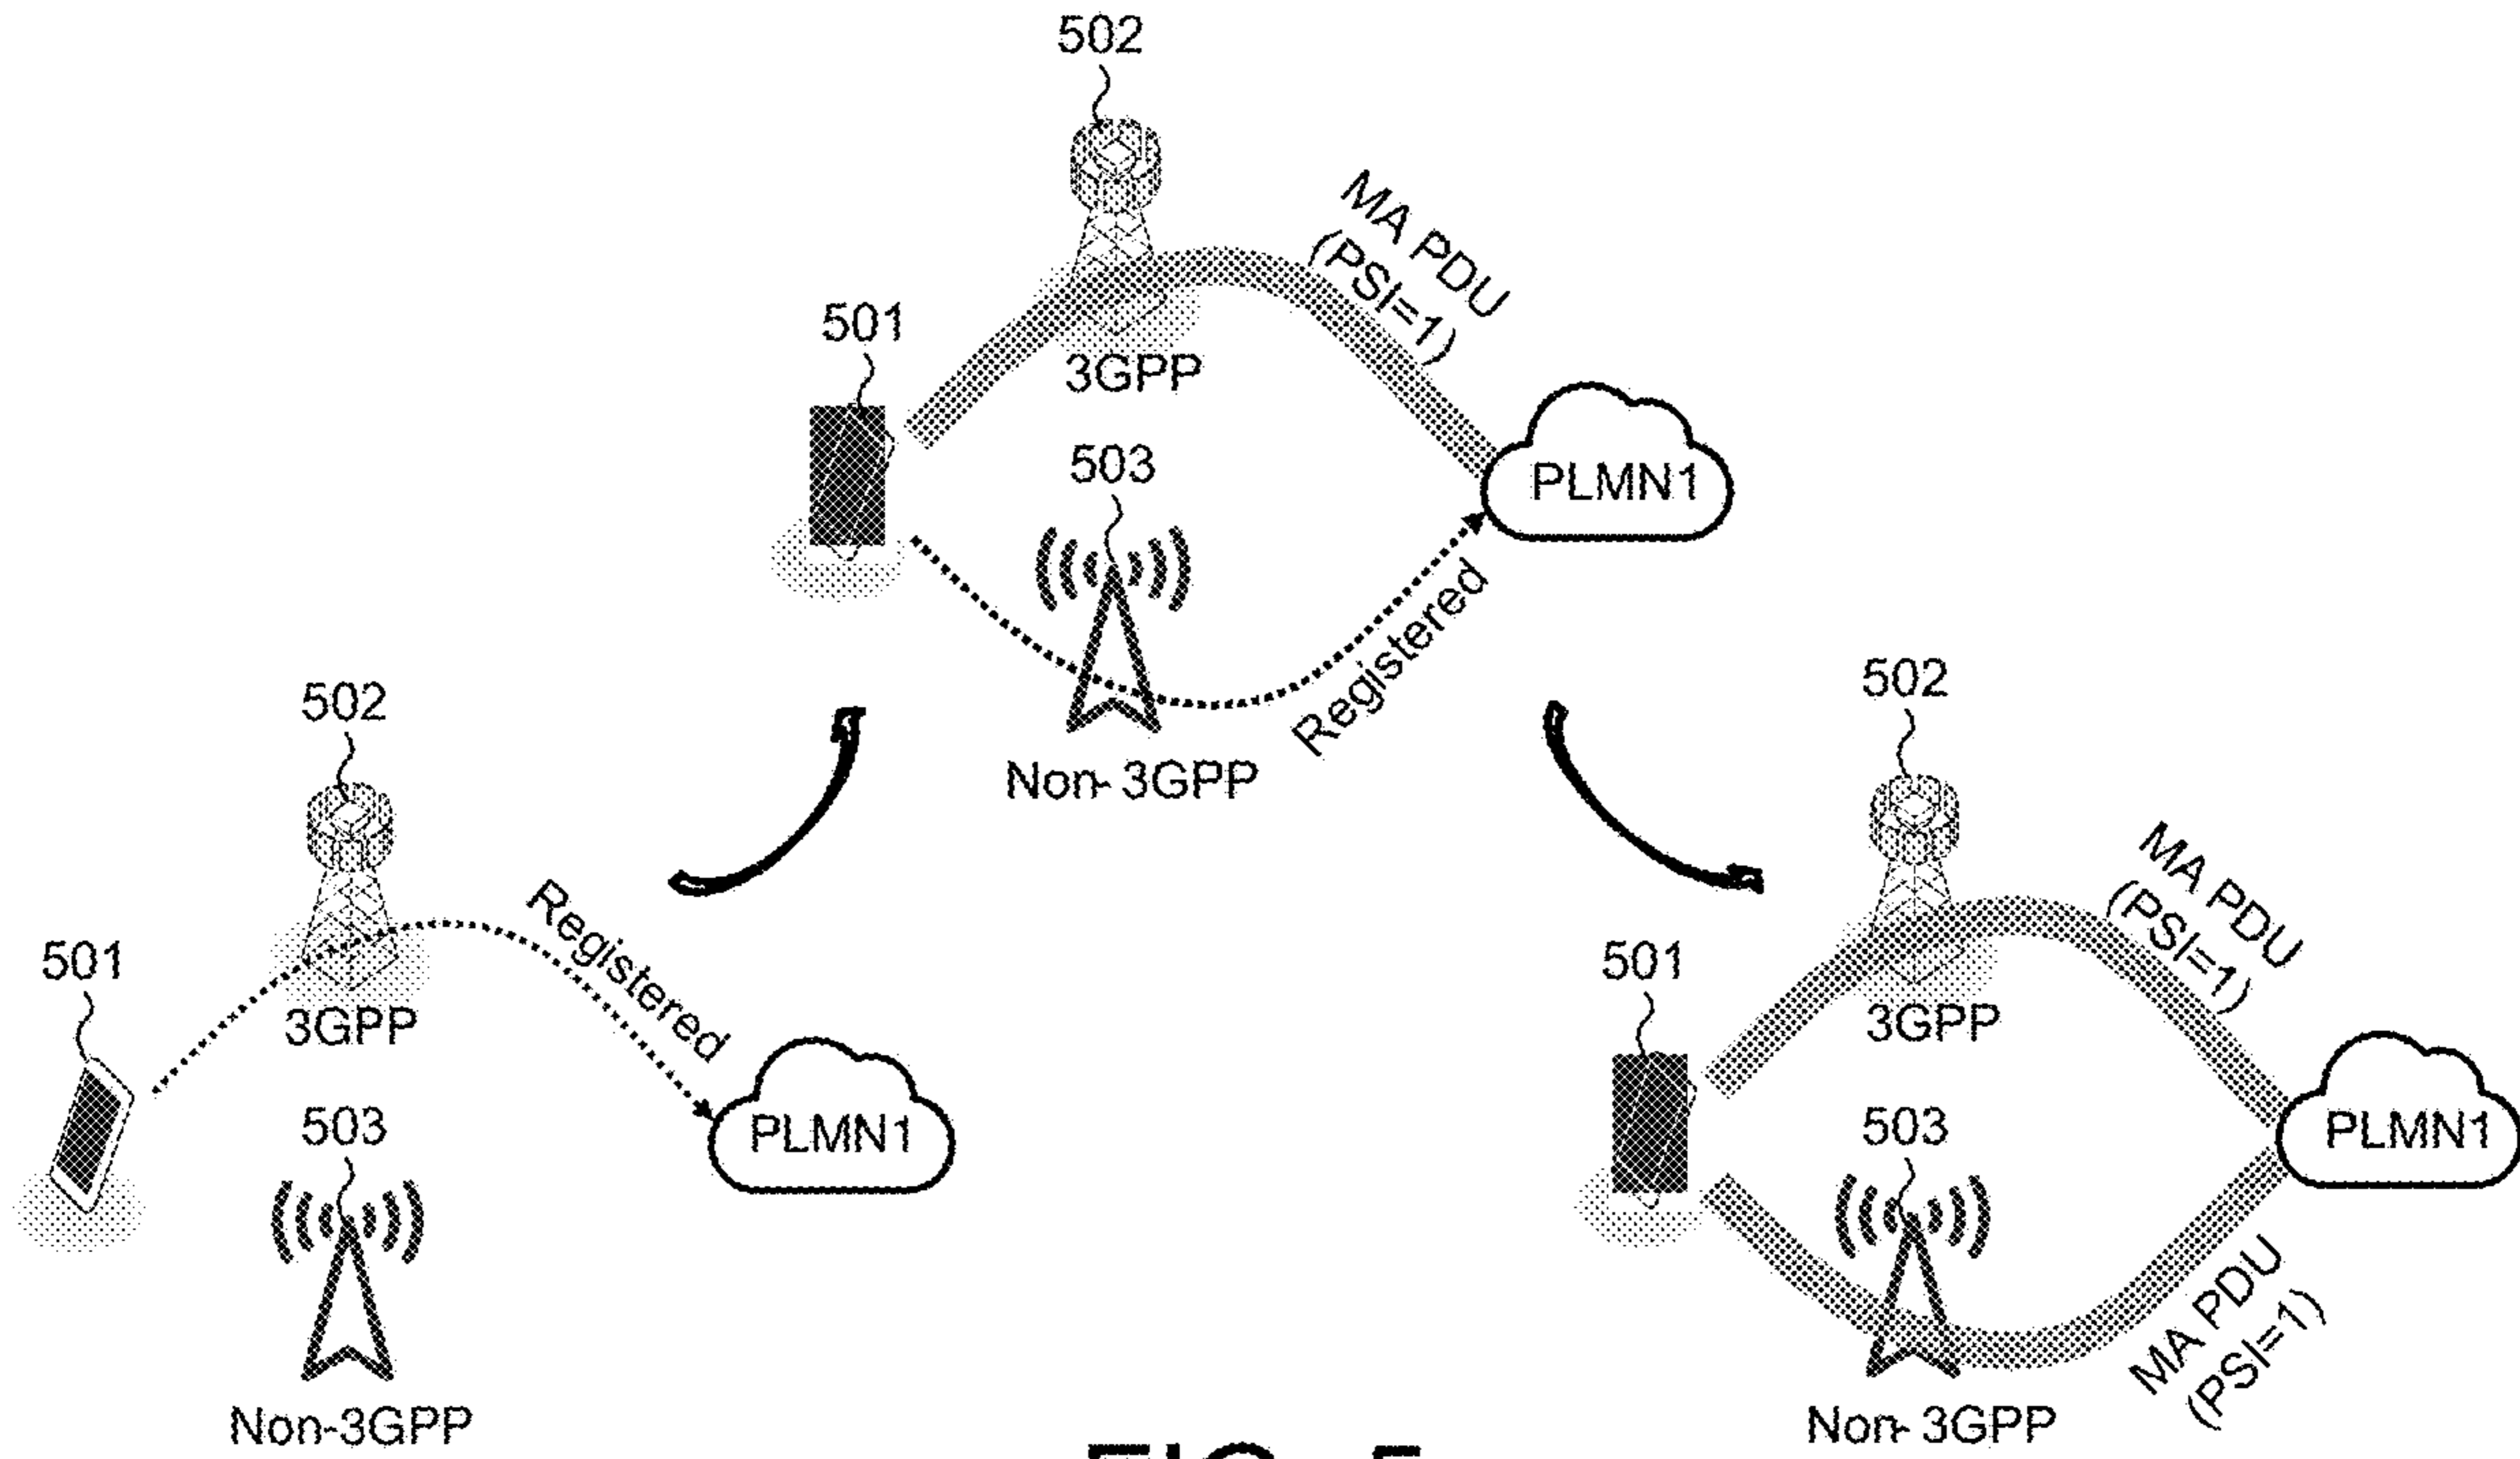 502
MA PDU
(PSI=1)
501
3GPP
503
PLMN1
Registered
Non-3GPP
502
501
3GPP
Registered
503
PLMN1
Non-3GPP
502
MA PDU
(PSI=1)
501
3GPP
503
PLMN1
MA PDU
(PSI=1)
Non-3GPP